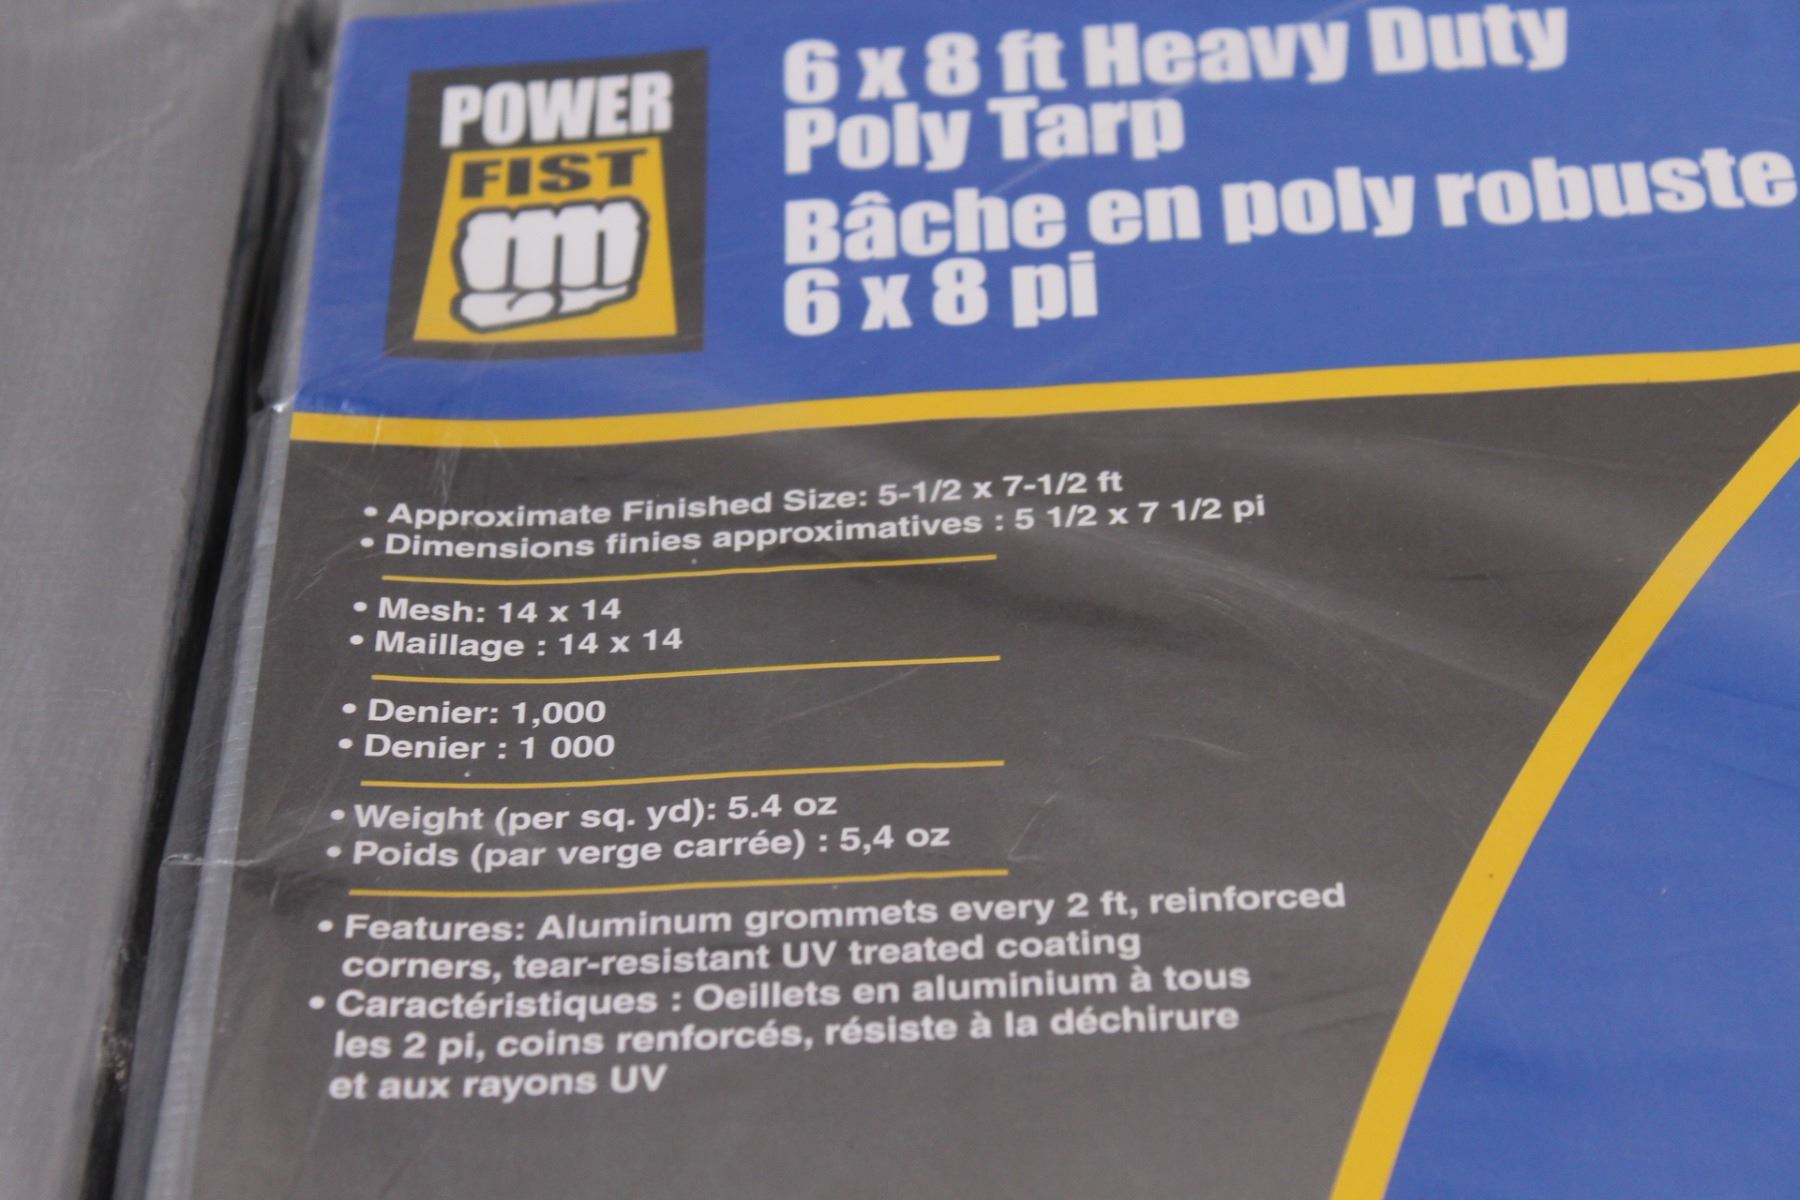 POWER
FIST
6 x 8 ft Heavy Duty
Poly Tarp
Bâche en poly robuste
6 x 8 pi
• Approximate Finished Size: 5-1/2 x 7-1/2 ft
• Dimensions finies approximatives : 5 1/2 x 7 1/2 pi
• Mesh: 14 x 14
• Maillage : 14 x 14
• Denier: 1,000
• Denier : 1 000
• Weight (per sq. yd): 5.4 oz
• Poids (par verge carrée) : 5,4 oz
• Features: Aluminum grommets every 2 ft, reinforced
corners, tear-resistant UV treated coating
• Caractéristiques : Oeillets en aluminium à tous
les 2 pi, coins renforcés, résiste à la déchirure
et aux rayons UV